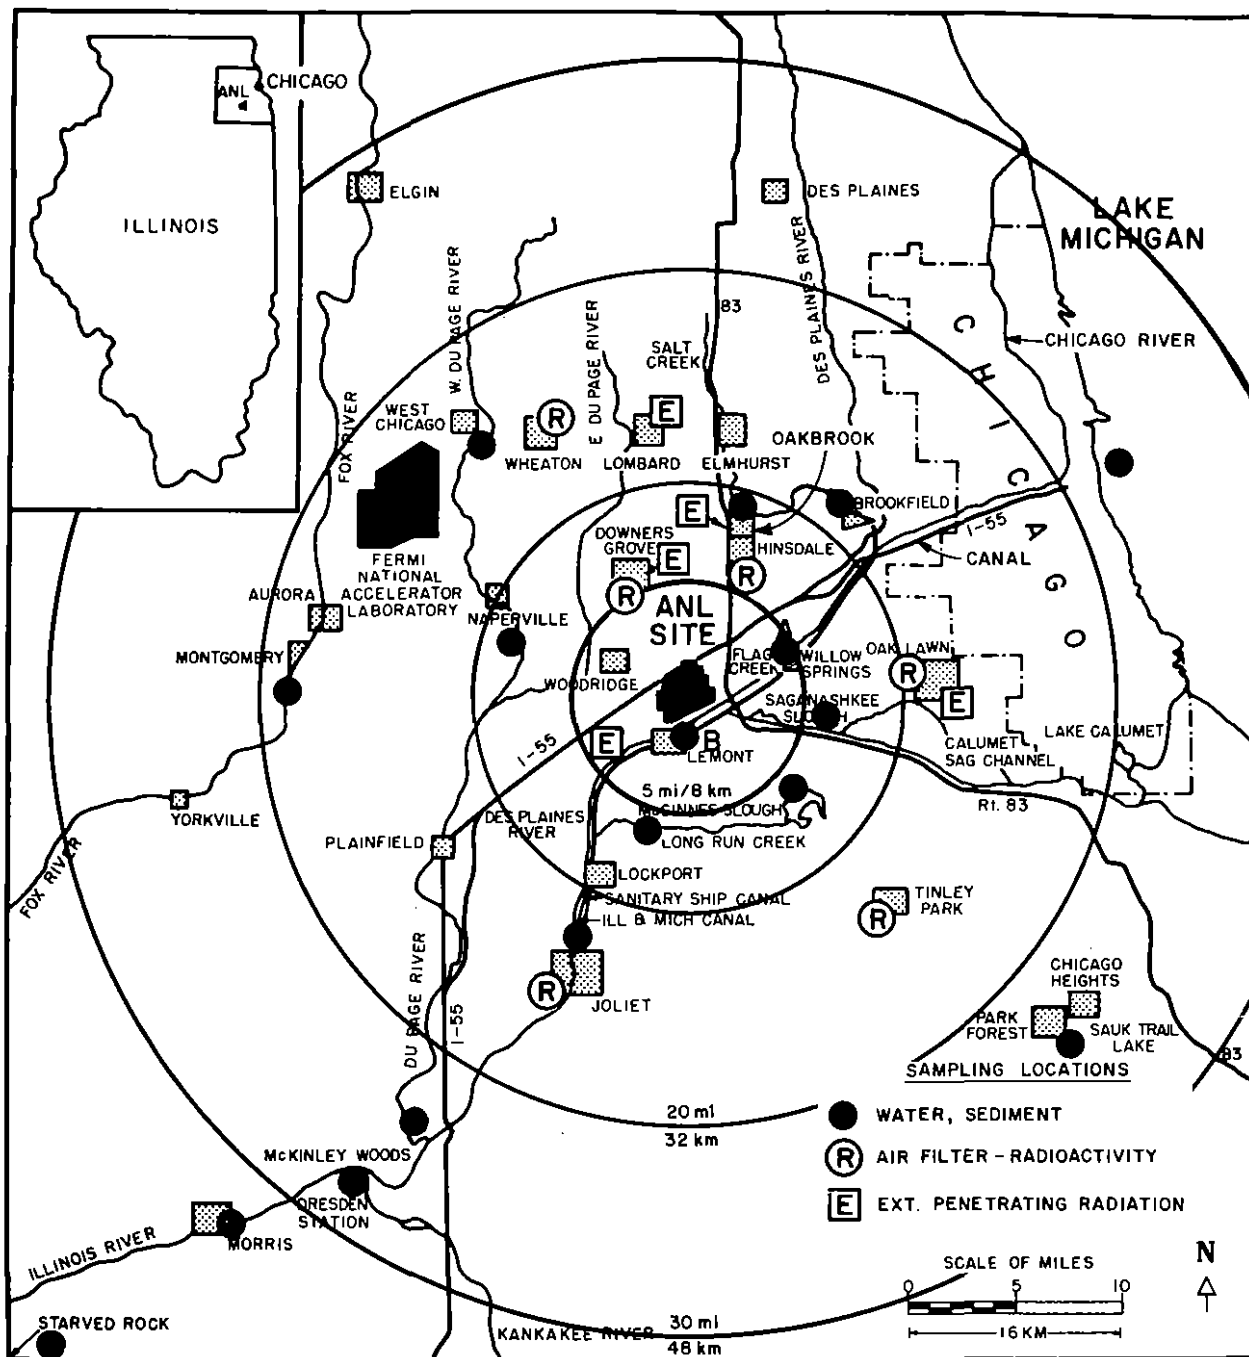 CHICAGO
ANL
ILLINOIS
ELGIN
DES PLAINES
LAKE
MICHIGAN
W. DU PAGE RIVER
E DU PAGE RIVER
DES PLAINES RIVER
FOX RIVER
83
SALT
CREEK
CHICAGO RIVER
CHICAGO
WEST
CHICAGO
R
E
WHEATON
LOMBARD
ELMHURST
OAKBROOK
E
BROOKFIELD
I-55
CANAL
DOWNERS
GROVE
E
HINSDALE
R
R
FERMI
NATIONAL
ACCELERATOR
LABORATORY
AURORA
NAPERVILLE
ANL
SITE
MONTGOMERY
WOODRIDGE
FLAG
CREEK
WILLOW
SPRINGS
OAK LAWN
R
E
SAGANASHKEE
SLOUGH
LAKE CALUMET
CALUMET
SAG CHANNEL
E
B
LEMONT
I-55
5 mi/8 km
Rt. 83
YORKVILLE
DES PLAINES
RIVER
McGINNES SLOUGH
PLAINFIELD
LONG RUN CREEK
FOX RIVER
LOCKPORT
SANITARY SHIP CANAL
ILL & MICH CANAL
TINLEY
PARK
R
DU PAGE RIVER
I-55
R
JOLIET
CHICAGO
HEIGHTS
PARK
FOREST
SAUK TRAIL
LAKE
83
SAMPLING LOCATIONS
20 mi
32 km
WATER, SEDIMENT
McKINLEY WOODS
R AIR FILTER - RADIOACTIVITY
DRESDEN
STATION
E EXT. PENETRATING RADIATION
MORRIS
ILLINOIS RIVER
SCALE OF MILES
N
0 5 10
16 KM
STARVED ROCK
KANKAKEE RIVER
30 mi
48 km